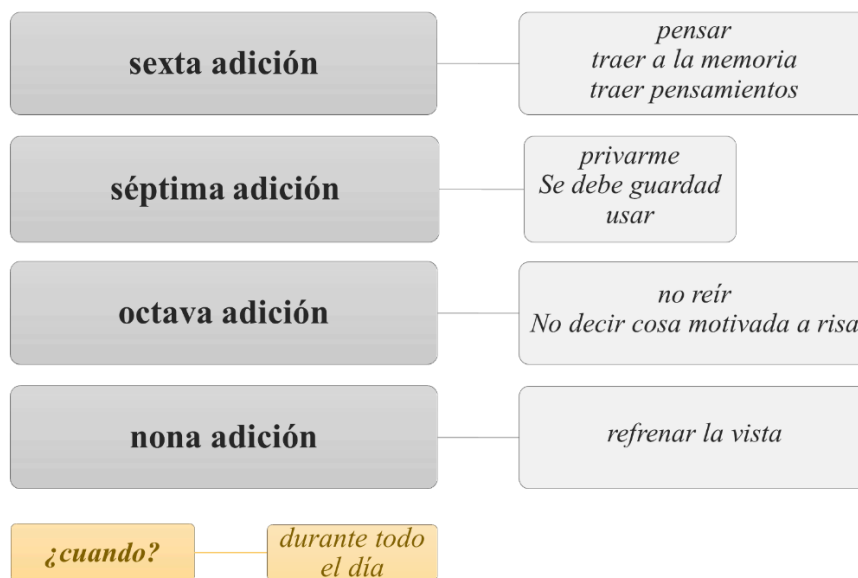 sexta adición
pensar
traer a la memoria
traer pensamientos
séptima adición
privarme
Se debe guardad
usar
octava adición
no reír
No decir cosa motivada a risa
nona adición
refrenar la vista
¿cuando?
durante todo
el día